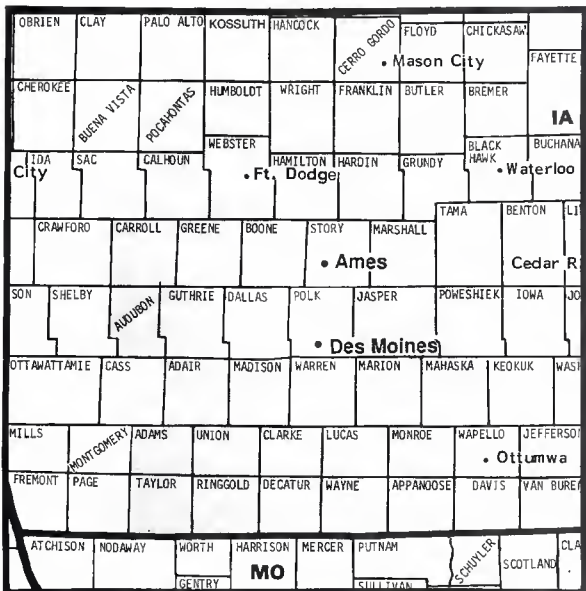 OBRIEN CLAY PALO ALTO KOSSUTH HANCOCK CERRO GORDO FLOYD CHICKASAW
Mason City
FAYETTE
CHEROKEE BUENA VISTA POCAHONTAS HUMBOLDT WRIGHT FRANKLIN BUTLER BREMER
IA
WEBSTER
BLACK HAWK BUCHANA
IDA SAC CALHOUN HAMILTON HARDIN GRUNDY
City Ft. Dodge Waterloo
TAMA BENTON LI
CRAWFORD CARROLL GREENE BOONE STORY MARSHALL
Ames Cedar R
SON SHELBY AUDUBON GUTHRIE DALLAS POLK JASPER POWESHIEK IOWA JO
Des Moines
OTTAWATTAMIE CASS ADAIR MADISON WARREN MARION MAHASKA KEOKUK WASH
MILLS MONTGOMERY ADAMS UNION CLARKE LUCAS MONROE WAPELLO JEFFERSON
Ottumwa
FREMONT PAGE TAYLOR RINGGOLD DECATUR WAYNE APPANOOSE DAVIS VAN BUREN
ATCHISON NODAWAY WORTH HARRISON MERCER PUTNAM SCHUYLER SCOTLAND CLA
MO
GENTRY SULLIVAN